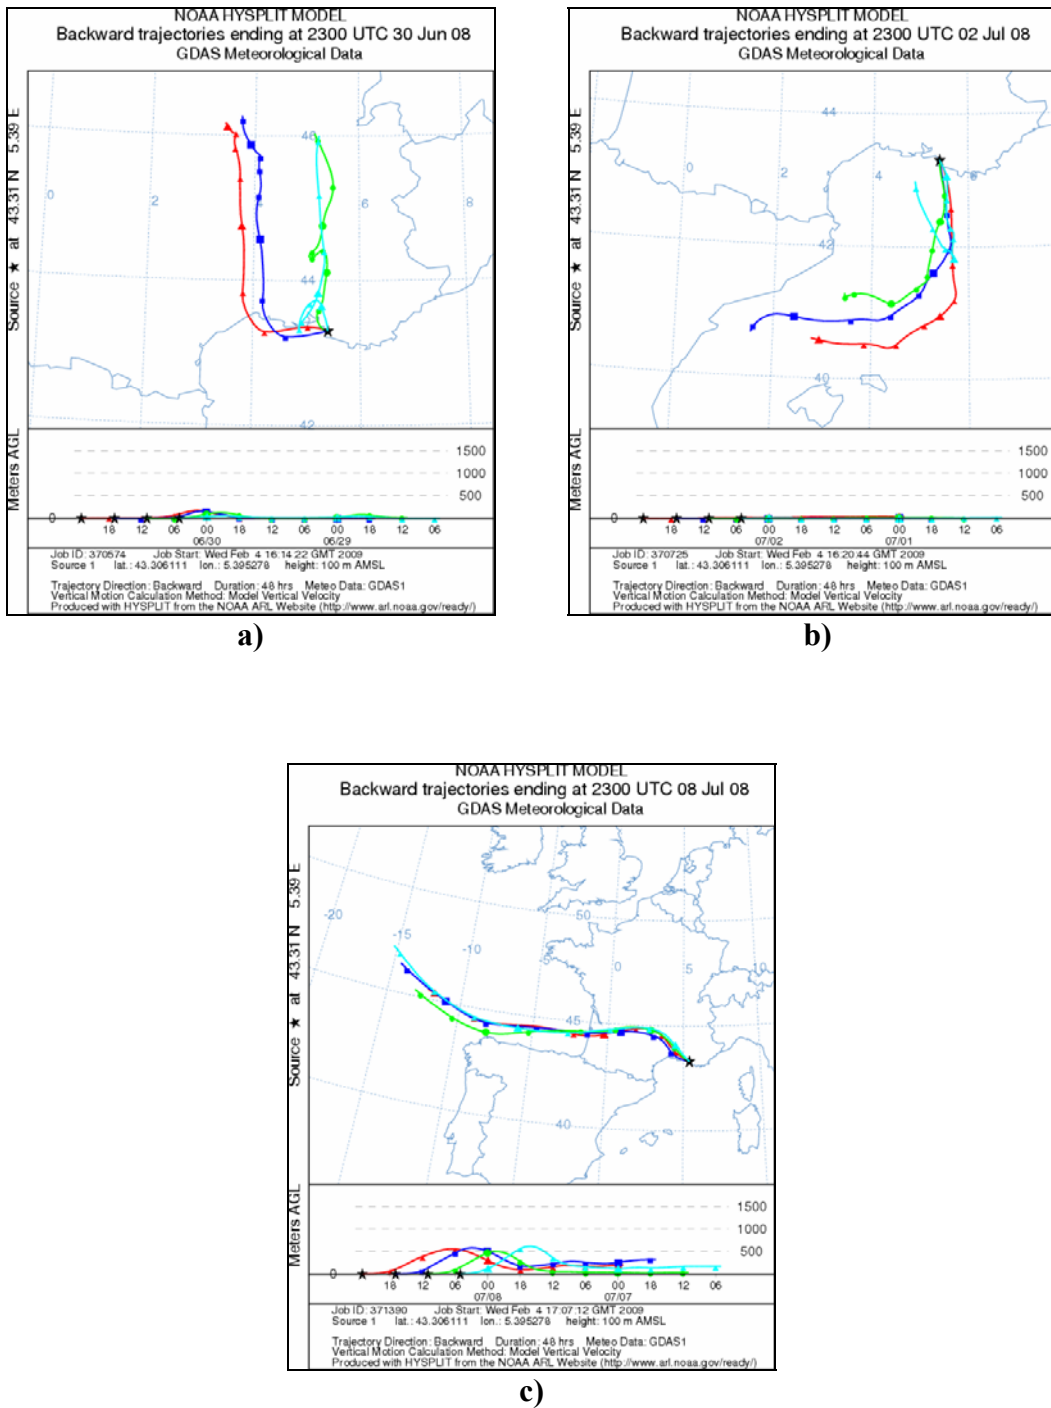 NOAA HYSPLIT MODEL
Backward trajectories ending at 2300 UTC 30 Jun 08
GDAS Meteorological Data
Source ★ at 43.31 N 5.39 E
46
0
2
4
6
8
44
42
Meters AGL
1500
1000
500
0
18 12 06 00 18 12 06 00 18 12 06
06/30 06/29
Job ID: 370574 Job Start: Wed Feb 4 16:14:22 GMT 2009
Source 1 lat.: 43.306111 lon.: 5.395278 height: 100 m AMSL
Trajectory Direction: Backward Duration: 48 hrs Meteo Data: GDAS1
Vertical Motion Calculation Method: Model Vertical Velocity
Produced with HYSPLIT from the NOAA ARL Website (http://www.arl.noaa.gov/ready/)
a)
NOAA HYSPLIT MODEL
Backward trajectories ending at 2300 UTC 02 Jul 08
GDAS Meteorological Data
Source ★ at 43.31 N 5.39 E
44
2
4
6
42
40
Meters AGL
1500
1000
500
0
18 12 06 00 18 12 06 00 18 12 06
07/02 07/01
Job ID: 370725 Job Start: Wed Feb 4 16:20:44 GMT 2009
Source 1 lat.: 43.306111 lon.: 5.395278 height: 100 m AMSL
Trajectory Direction: Backward Duration: 48 hrs Meteo Data: GDAS1
Vertical Motion Calculation Method: Model Vertical Velocity
Produced with HYSPLIT from the NOAA ARL Website (http://www.arl.noaa.gov/ready/)
b)
NOAA HYSPLIT MODEL
Backward trajectories ending at 2300 UTC 08 Jul 08
GDAS Meteorological Data
Source ★ at 43.31 N 5.39 E
-20
-15
-10
-5
0
5
10
50
45
40
Meters AGL
1500
1000
500
0
18 12 06 00 18 12 06 00 18 12 06
07/08 07/07
Job ID: 371390 Job Start: Wed Feb 4 17:07:12 GMT 2009
Source 1 lat.: 43.306111 lon.: 5.395278 height: 100 m AMSL
Trajectory Direction: Backward Duration: 48 hrs Meteo Data: GDAS1
Vertical Motion Calculation Method: Model Vertical Velocity
Produced with HYSPLIT from the NOAA ARL Website (http://www.arl.noaa.gov/ready/)
c)